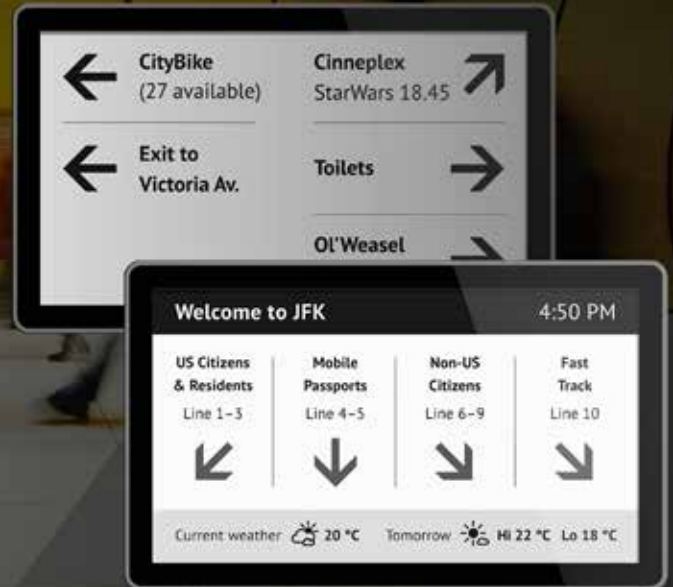 CityBike
(27 available)
Cinneplex
StarWars 18.45
Exit to
Victoria Av.
Toilets
Ol'Weasel
Welcome to JFK
4:50 PM
US Citizens
& Residents
Line 1–3
Mobile
Passports
Line 4–5
Non-US
Citizens
Line 6–9
Fast
Track
Line 10
Current weather 20 °C Tomorrow Hi 22 °C Lo 18 °C